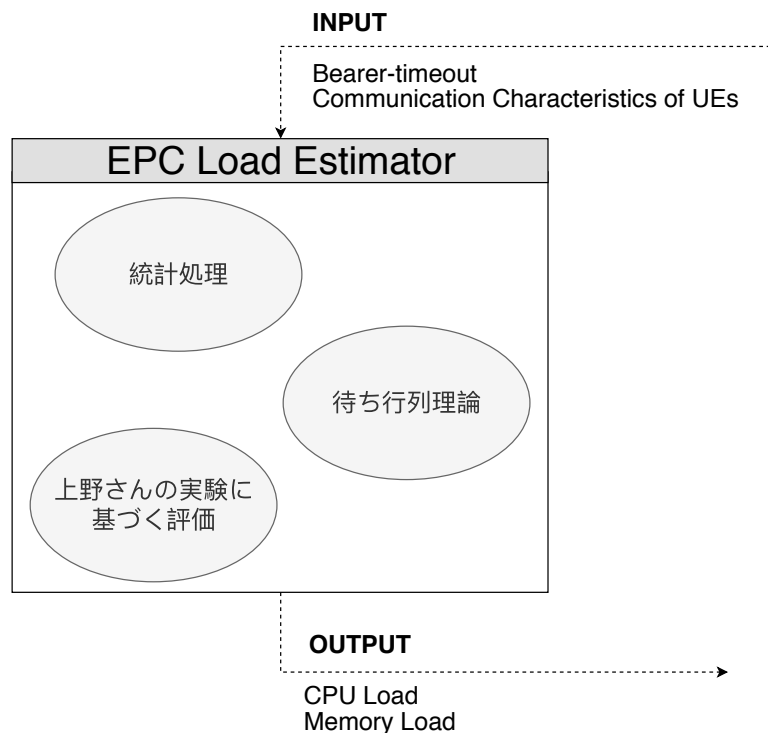 INPUT
Bearer-timeout
Communication Characteristics of UEs
EPC Load Estimator
統計処理
待ち行列理論
上野さんの実験に
基づく評価
OUTPUT
CPU Load
Memory Load